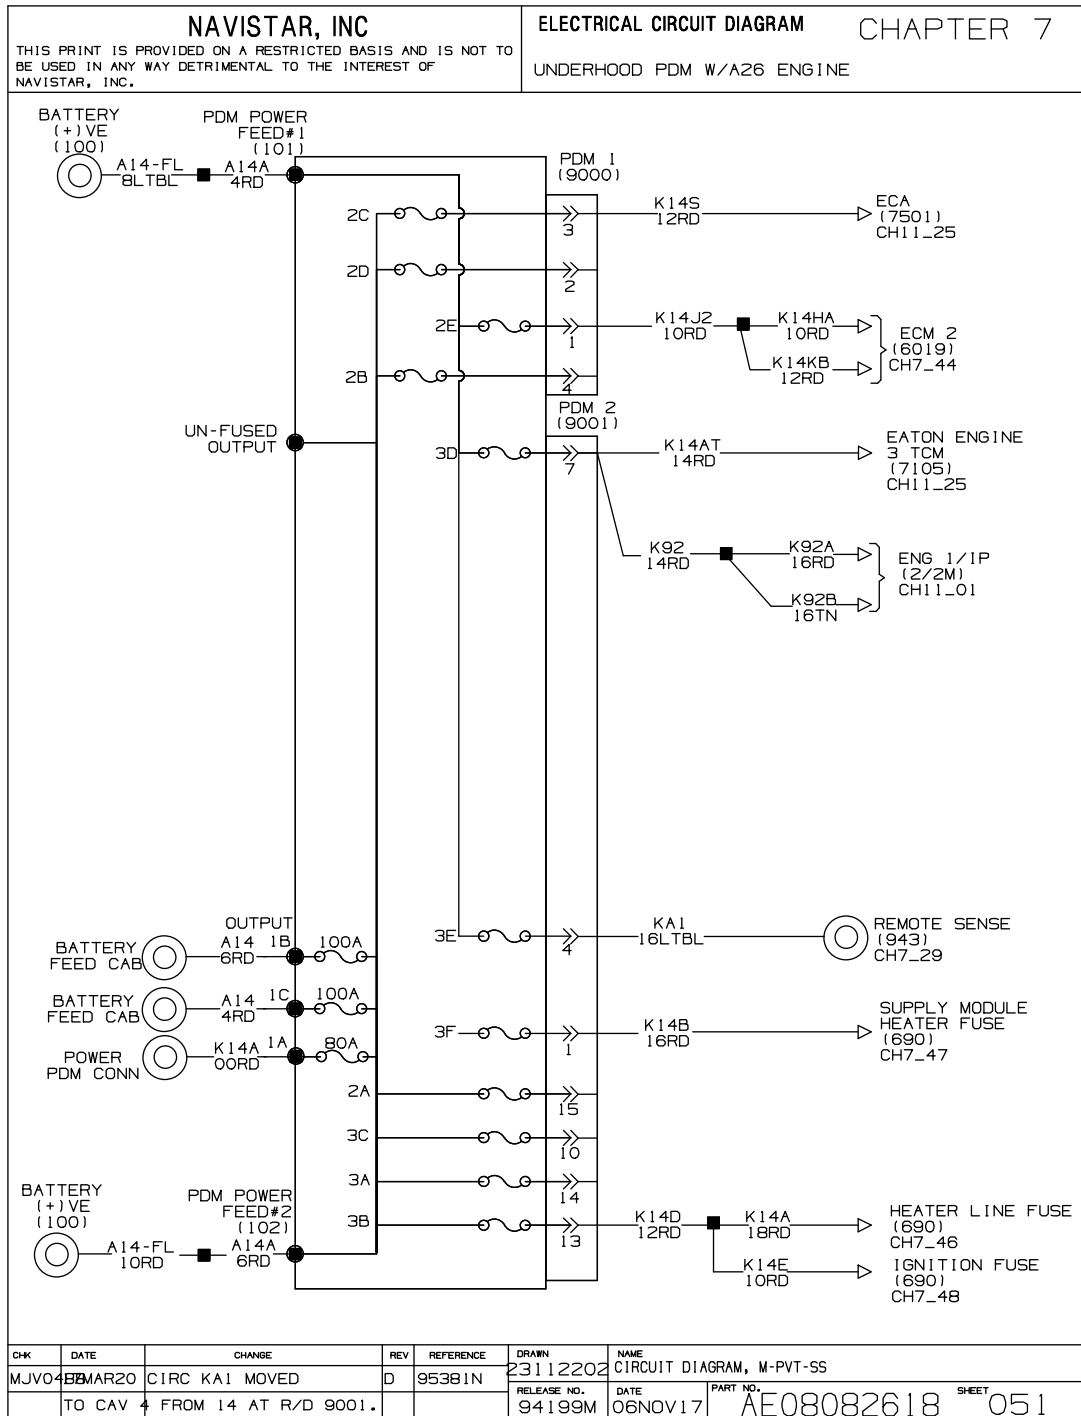 NAVISTAR, INC
THIS PRINT IS PROVIDED ON A RESTRICTED BASIS AND IS NOT TO
BE USED IN ANY WAY DETRIMENTAL TO THE INTEREST OF
NAVISTAR, INC.
ELECTRICAL CIRCUIT DIAGRAM
CHAPTER 7
UNDERHOOD PDM W/A26 ENGINE
BATTERY
(+)VE
(100)
A14-FL
8LTBL
PDM POWER
FEED#1
(101)
A14A
4RD
PDM 1
(9000)
2C
3
K14S
12RD
ECA
(7501)
CH11_25
2D
2
2E
1
K14J2
10RD
K14HA
10RD
K14KB
12RD
ECM 2
(6019)
CH7_44
2B
4
PDM 2
(9001)
UN-FUSED
OUTPUT
3D
7
K14AT
14RD
EATON ENGINE
3 TCM
(7105)
CH11_25
K92
14RD
K92A
16RD
K92B
16TN
ENG 1/IP
(2/2M)
CH11_01
OUTPUT
BATTERY
FEED CAB
A14
6RD
1B
100A
3E
4
KA1
16LTBL
REMOTE SENSE
(943)
CH7_29
BATTERY
FEED CAB
A14
4RD
1C
100A
3F
1
K14B
16RD
SUPPLY MODULE
HEATER FUSE
(690)
CH7_47
POWER
PDM CONN
K14A
00RD
1A
80A
2A
15
3C
10
3A
14
3B
13
K14D
12RD
K14A
18RD
HEATER LINE FUSE
(690)
CH7_46
K14E
10RD
IGNITION FUSE
(690)
CH7_48
BATTERY
(+)VE
(100)
A14-FL
10RD
PDM POWER
FEED#2
(102)
A14A
6RD
CHK DATE CHANGE REV REFERENCE
MAR20 CIRC KA1 MOVED D 95381N
TO CAV 4 FROM 14 AT R/D 9001.
DRAWN
23112202
NAME
CIRCUIT DIAGRAM, M-PVT-SS
RELEASE NO.
94199M
DATE
06NOV17
PART NO.
AE08082618
SHEET
051